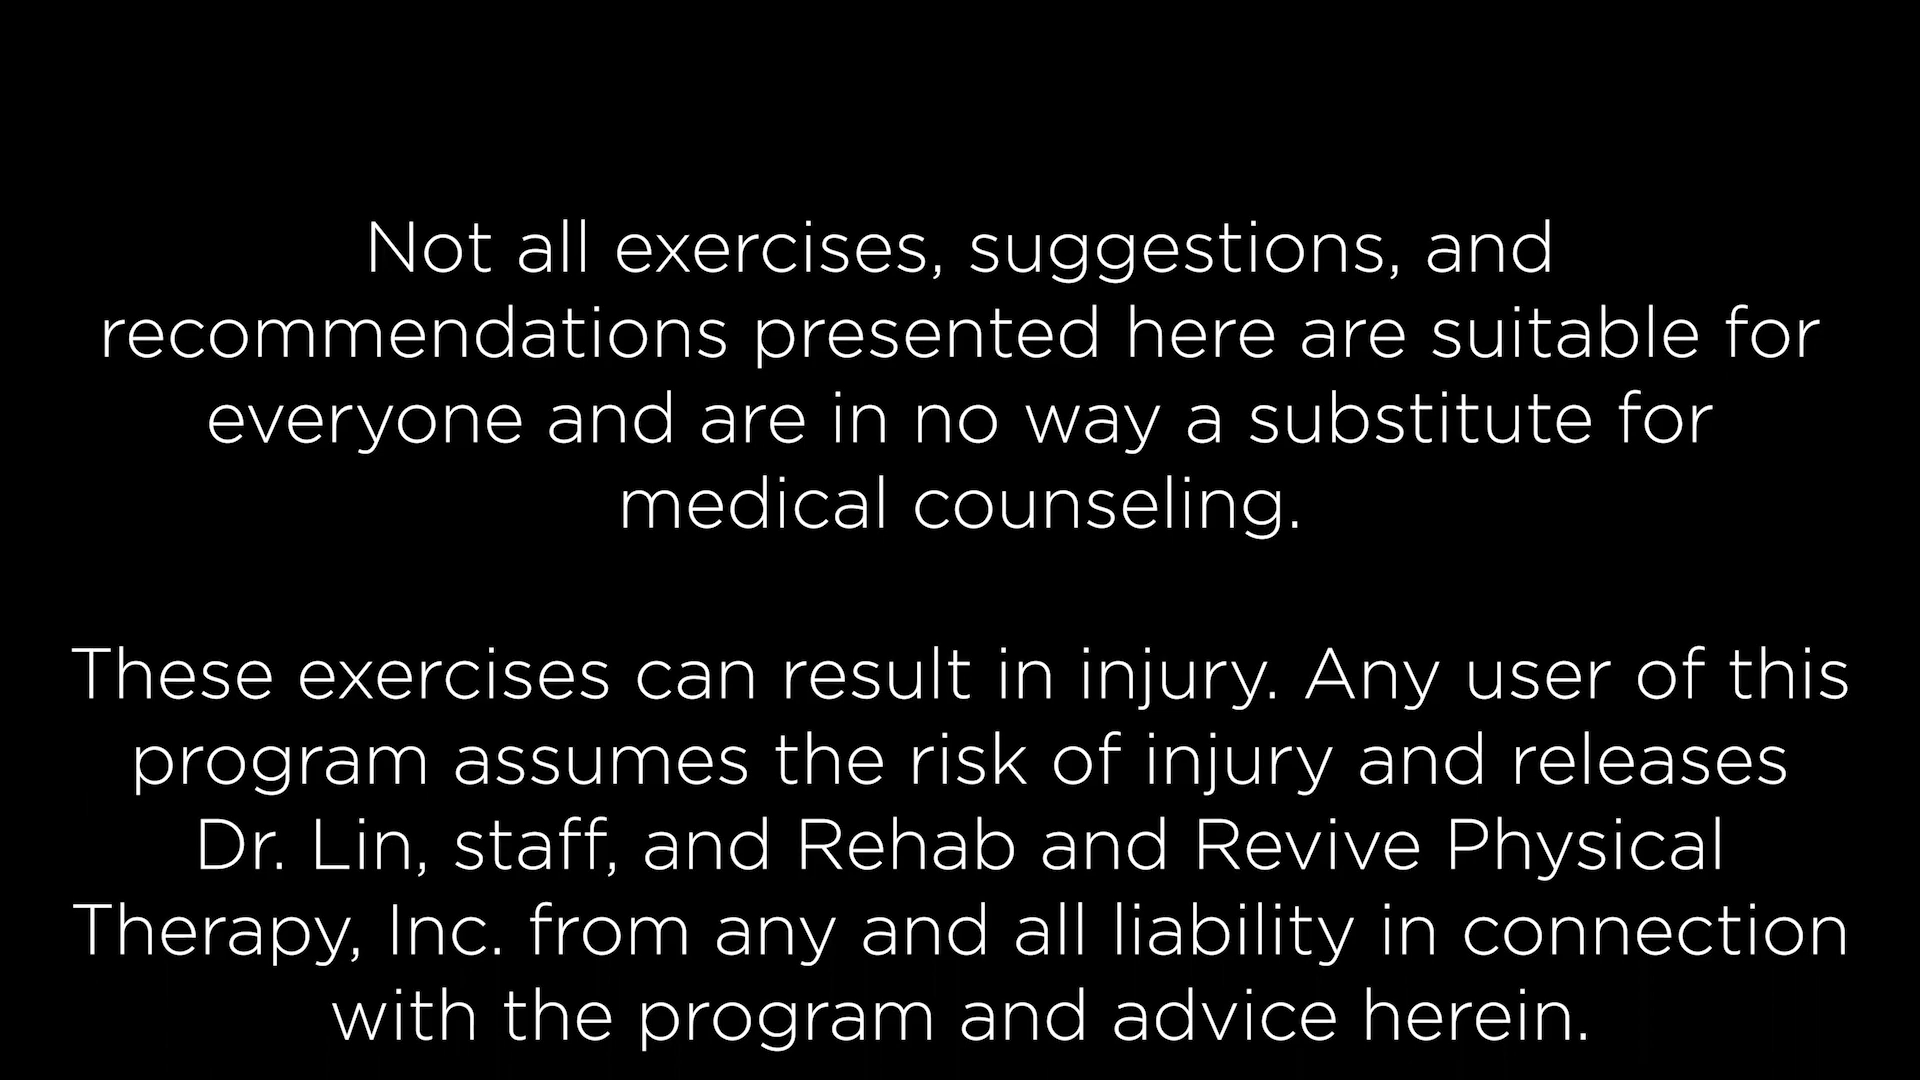 Not all exercises, suggestions, and
recommendations presented here are suitable for
everyone and are in no way a substitute for
medical counseling.
These exercises can result in injury. Any user of this
program assumes the risk of injury and releases
Dr. Lin, staff, and Rehab and Revive Physical
Therapy, Inc. from any and all liability in connection
with the program and advice herein.